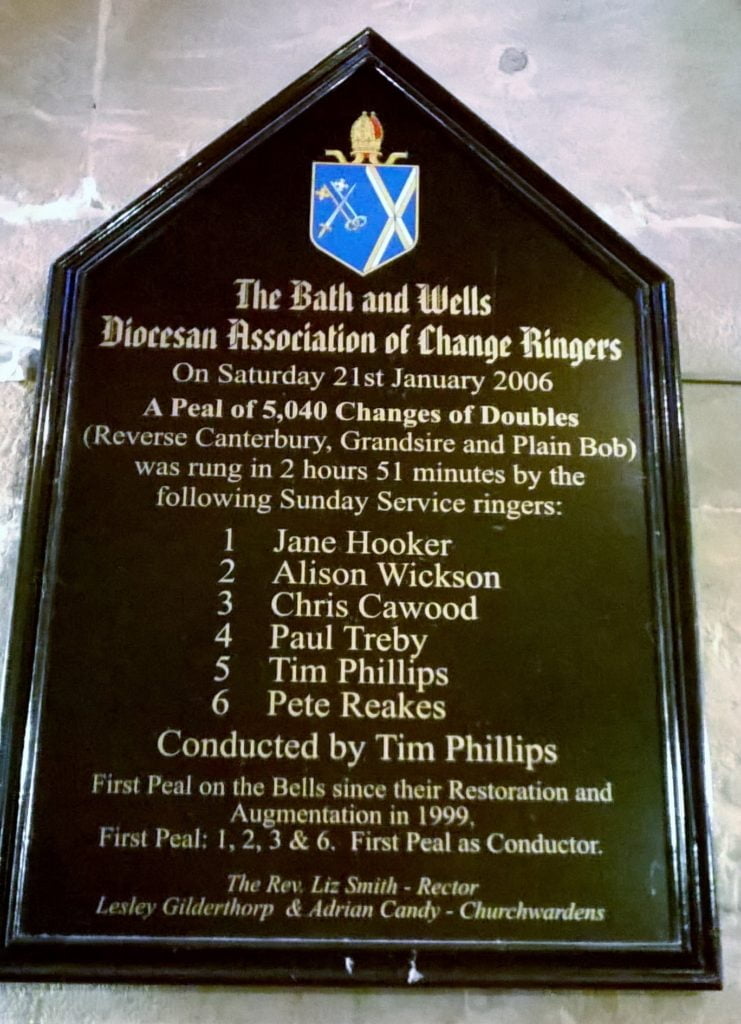 The Bath and Wells
Diocesan Association of Change Ringers
On Saturday 21st January 2006
A Peal of 5,040 Changes of Doubles
(Reverse Canterbury, Grandsire and Plain Bob)
was rung in 2 hours 51 minutes by the
following Sunday Service ringers:
1 Jane Hooker
2 Alison Wickson
3 Chris Cawood
4 Paul Treby
5 Tim Phillips
6 Pete Reakes
Conducted by Tim Phillips
First Peal on the Bells since their Restoration and
Augmentation in 1999.
First Peal: 1, 2, 3 & 6. First Peal as Conductor.
The Rev. Liz Smith - Rector
Lesley Gilderthorp & Adrian Candy - Churchwardens